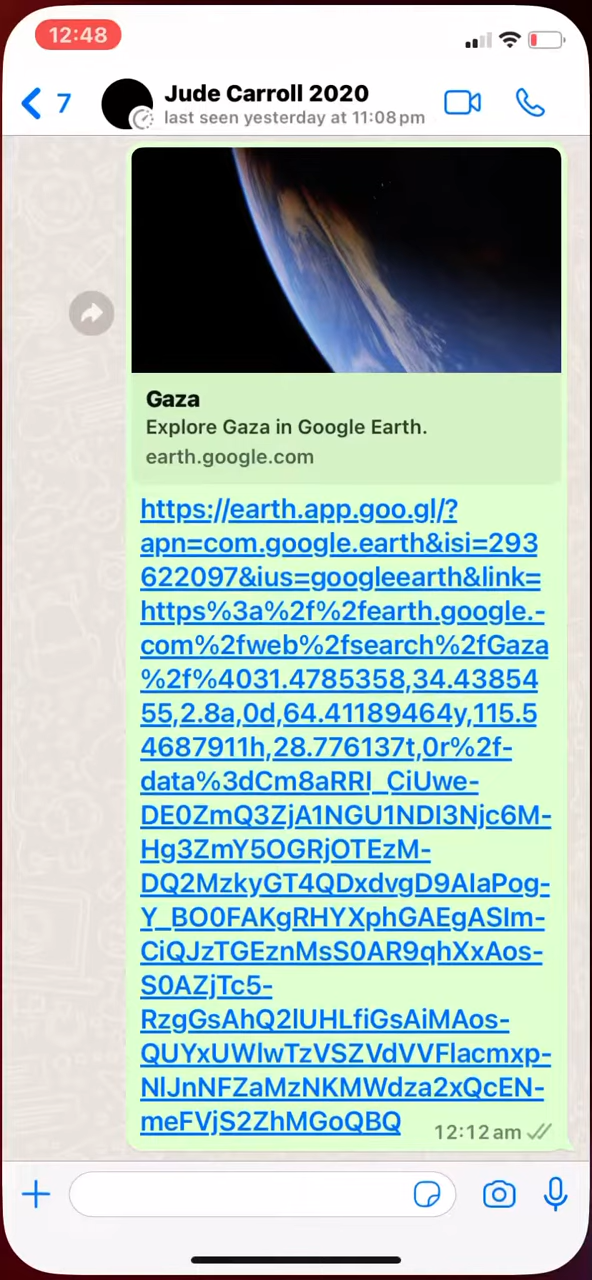 12:48
7
Jude Carroll 2020
last seen yesterday at 11:08 pm
Gaza
Explore Gaza in Google Earth.
earth.google.com
https://earth.app.goo.gl/?
apn=com.google.earth&isi=293
622097&ius=googleearth&link=
https%3a%2f%2fearth.google.-
com%2fweb%2fsearch%2fGaza
%2f%4031.4785358,34.43854
55,2.8a,0d,64.41189464y,115.5
4687911h,28.776137t,0r%2f-
data%3dCm8aRRI_CiUwe-
DE0ZmQ3ZjA1NGU1NDI3Njc6M-
Hg3ZmY5OGRjOTEzM-
DQ2MzkyGT4QDxdvgD9AIaPog-
Y_BO0FAKgRHYXphGAEgASIm-
CiQJzTGEznMsS0AR9qhXxAos-
S0AZjTc5-
RzgGsAhQ2lUHLfiGsAiMAos-
QUYxUWlwTzVSZVdVVFlacmxp-
NlJnNFZaMzNKMWdza2xQcEN-
meFVjS2ZhMGoQBQ
12:12 am